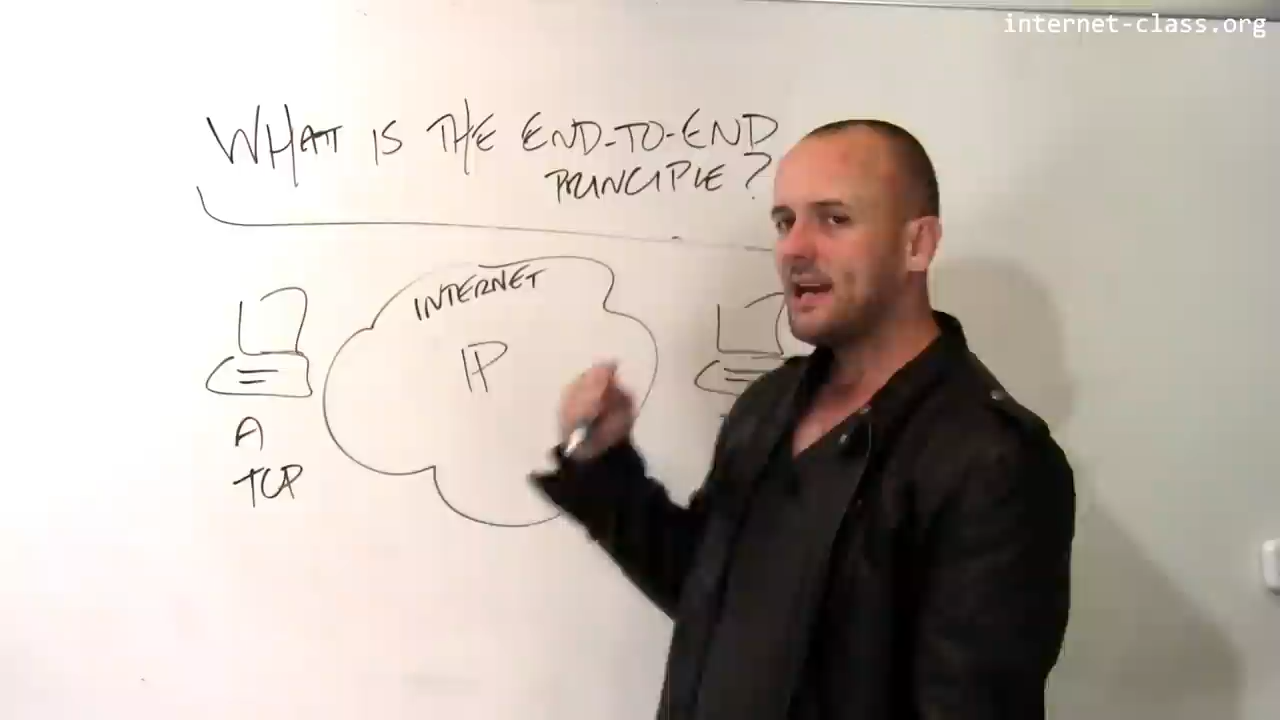 internet-class.org
WHAT IS THE END-TO-END
PRINCIPLE?
INTERNET
IP
A
TCP